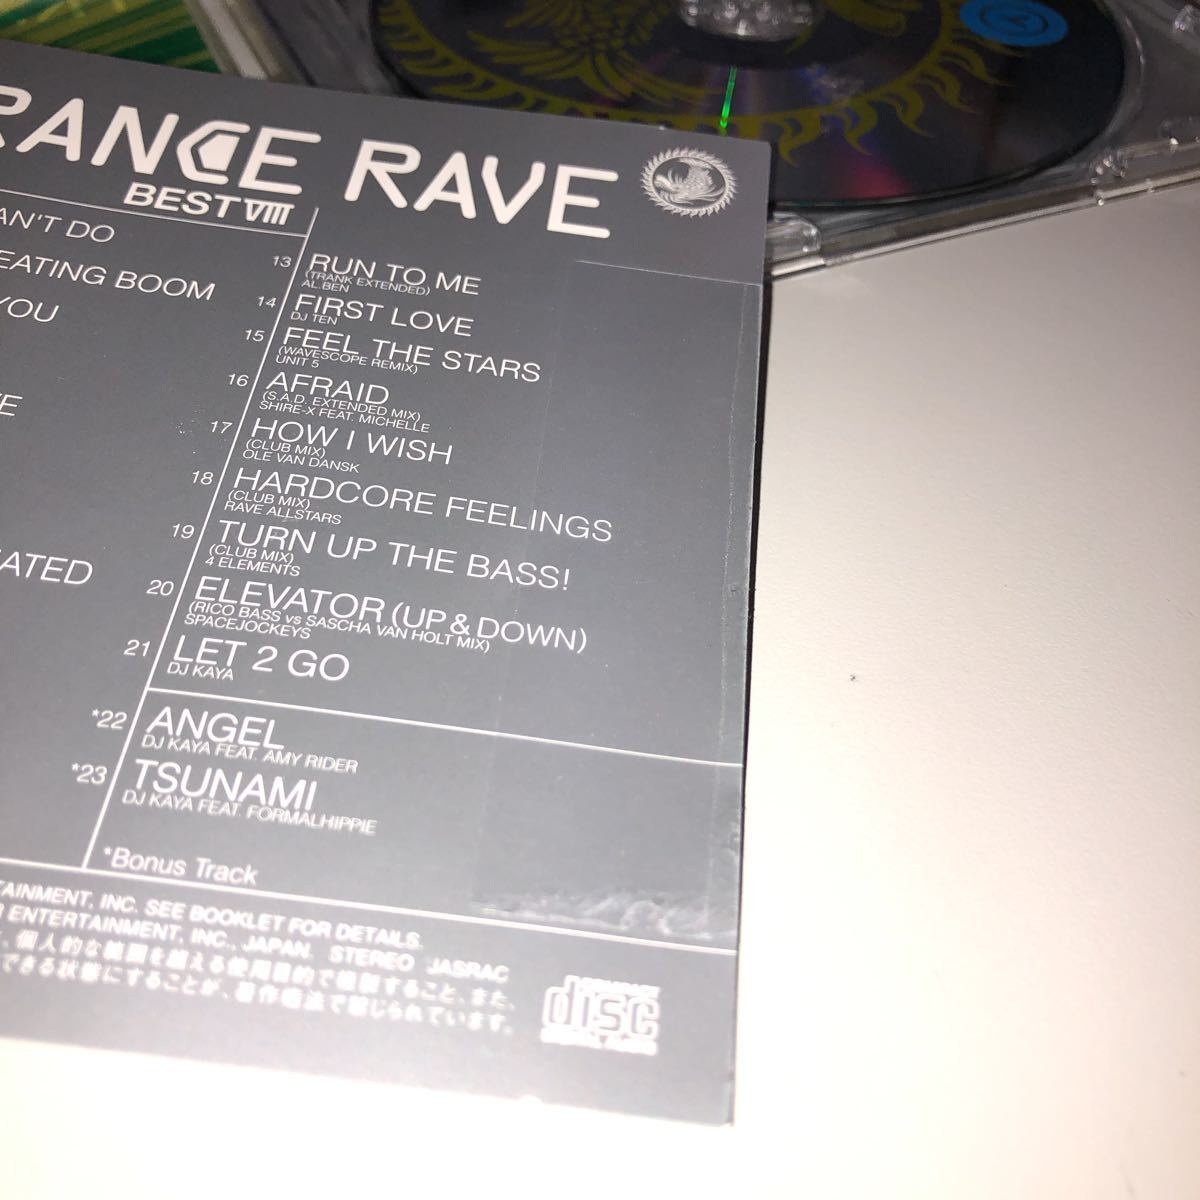 RANCE RAVE
BEST VIII
AN'T DO
EATING BOOM
YOU
ATED
13 RUN TO ME
(TRANK EXTENDED)
AL.BEN
14 FIRST LOVE
DJ TEN
15 FEEL THE STARS
(WAVESCOPE REMIX)
UNIT 5
16 AFRAID
(S.A.D. EXTENDED MIX)
SHIRE-X FEAT. MICHELLE
17 HOW I WISH
(CLUB MIX)
OLE VAN DANSK
18 HARDCORE FEELINGS
(CLUB MIX)
RAVE ALLSTARS
19 TURN UP THE BASS!
(CLUB MIX)
4 ELEMENTS
20 ELEVATOR (UP & DOWN)
(RICO BASS vs SASCHA VAN HOLT MIX)
SPACEJOCKEYS
21 LET 2 GO
DJ KAYA
*22 ANGEL
DJ KAYA FEAT. AMY RIDER
*23 TSUNAMI
DJ KAYA FEAT. FORMALHIPPIE
*Bonus Track
TAINMENT, INC. SEE BOOKLET FOR DETAILS.
ENTERTAINMENT, INC., JAPAN. STEREO JASRAC
、個人的な範囲を超える使用目的で複製すること、また、
できる状態にすることが、著作権法で禁じられています。
COMPACT
disc
DIGITAL AUDIO